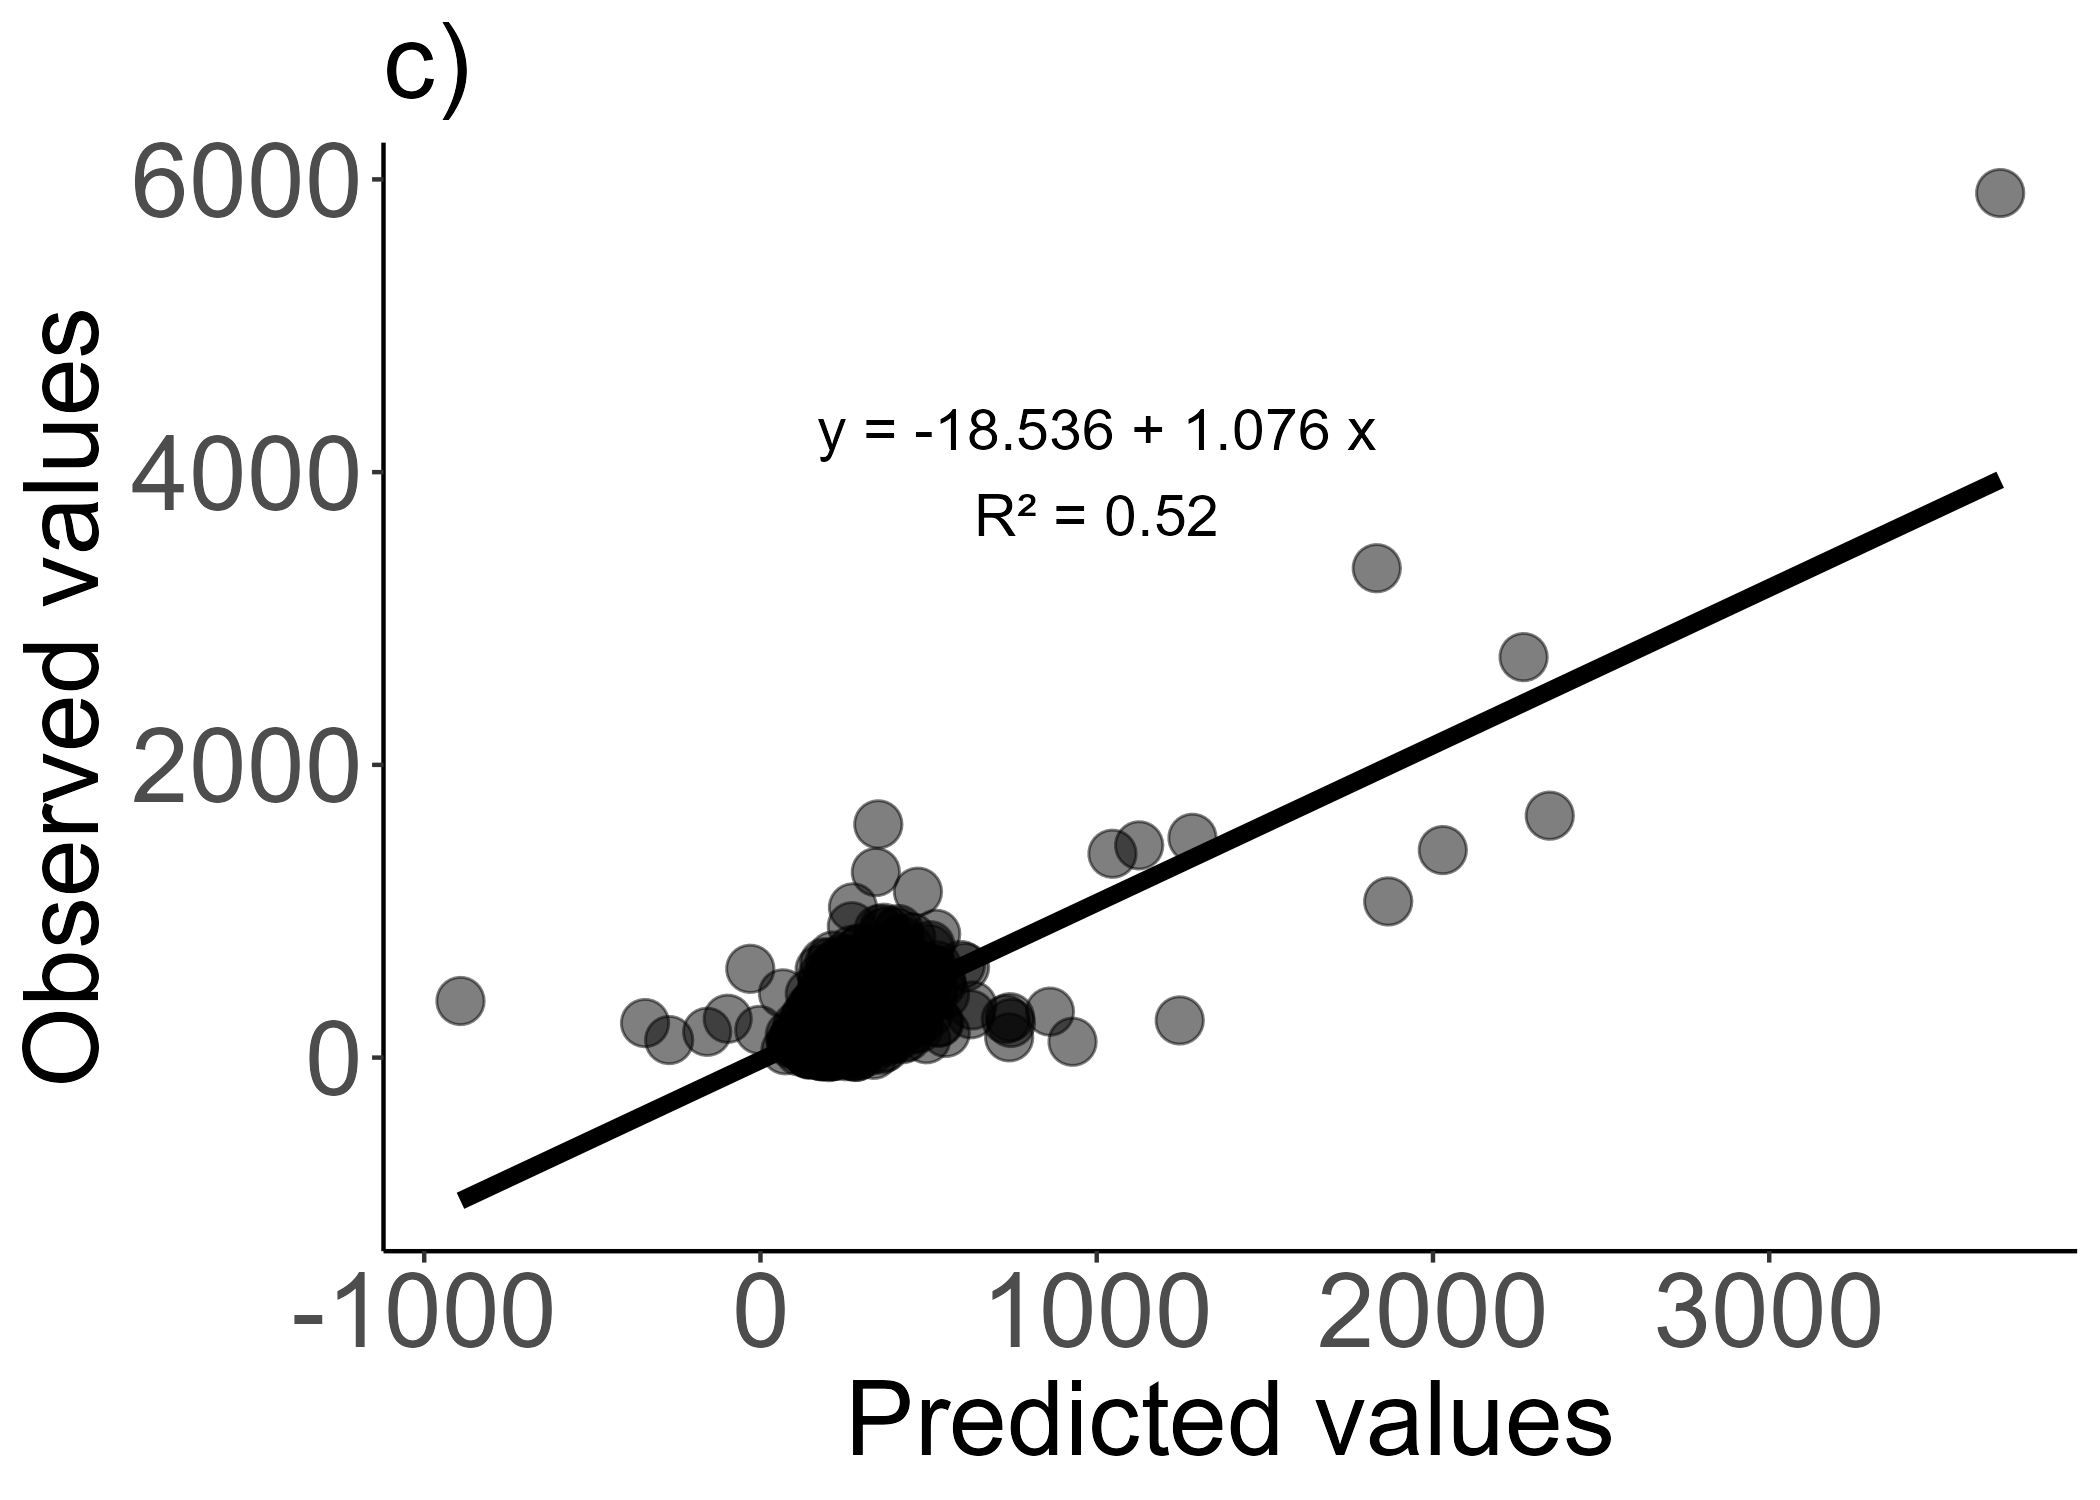 c)
6000
4000
2000
0
Observed values
y = -18.536 + 1.076 x
R² = 0.52
-1000 0 1000 2000 3000
Predicted values